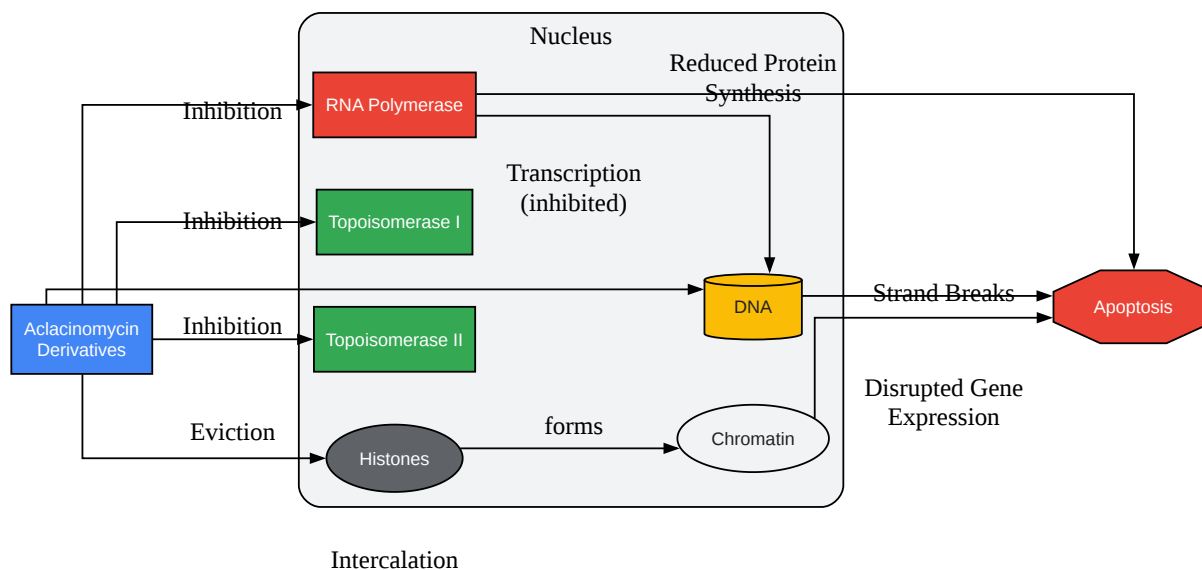 Nucleus
Reduced Protein
Synthesis
Inhibition
RNA Polymerase
Transcription
(inhibited)
Inhibition
Topoisomerase I
DNA
Strand Breaks
Apoptosis
Aclacinomycin
Derivatives
Inhibition
Topoisomerase II
Disrupted Gene
Expression
Eviction
Histones
forms
Chromatin
Intercalation